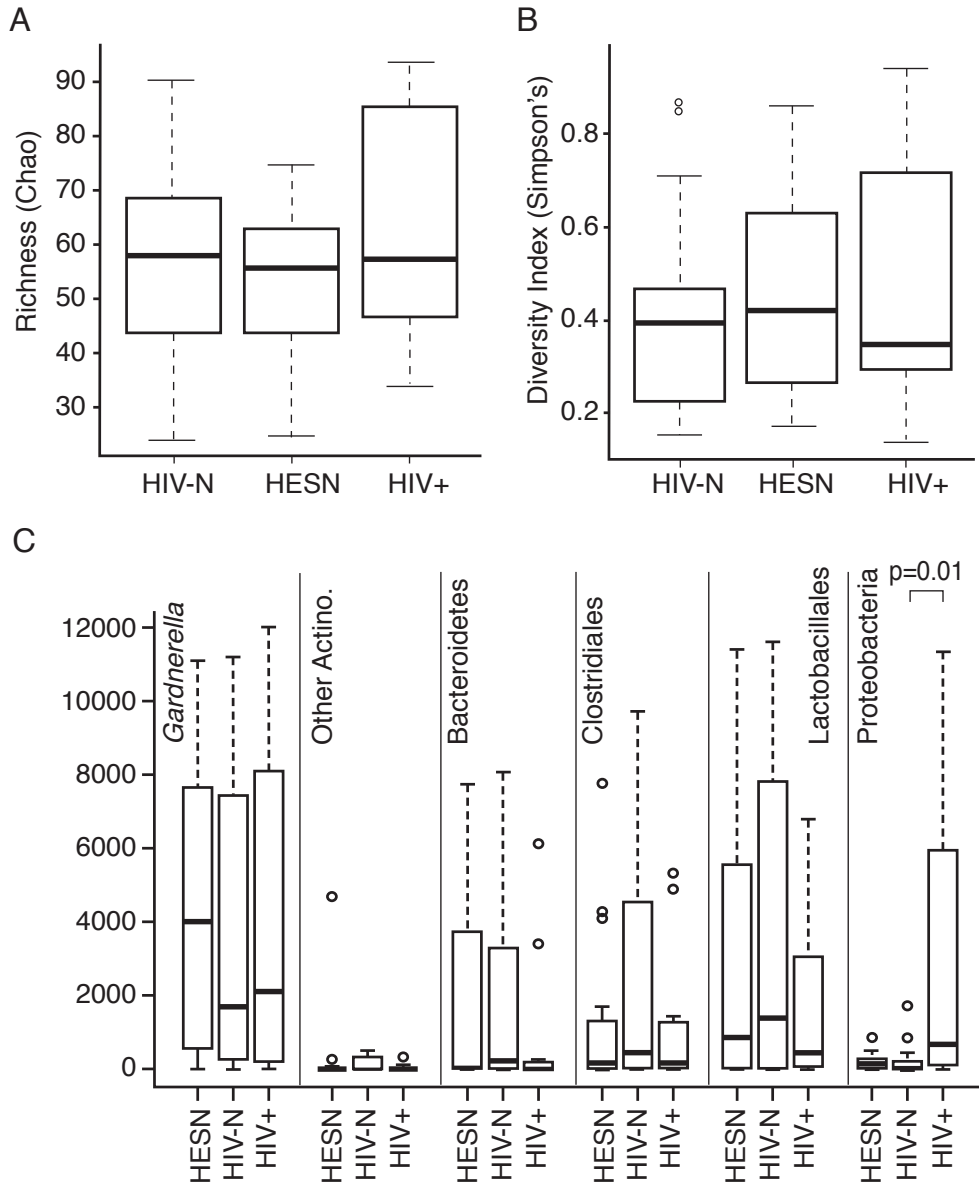 A
Richness (Chao)
90
80
70
60
50
40
30
HIV-N HESN HIV+
B
Diversity Index (Simpson's)
0.8
0.6
0.4
0.2
HIV-N HESN HIV+
C
12000
10000
8000
6000
4000
2000
0
Gardnerella
Other Actino.
Bacteroidetes
Clostridiales
Lactobacillales
Proteobacteria
p=0.01
HESN HIV-N HIV+ HESN HIV-N HIV+ HESN HIV-N HIV+ HESN HIV-N HIV+ HESN HIV-N HIV+ HESN HIV-N HIV+